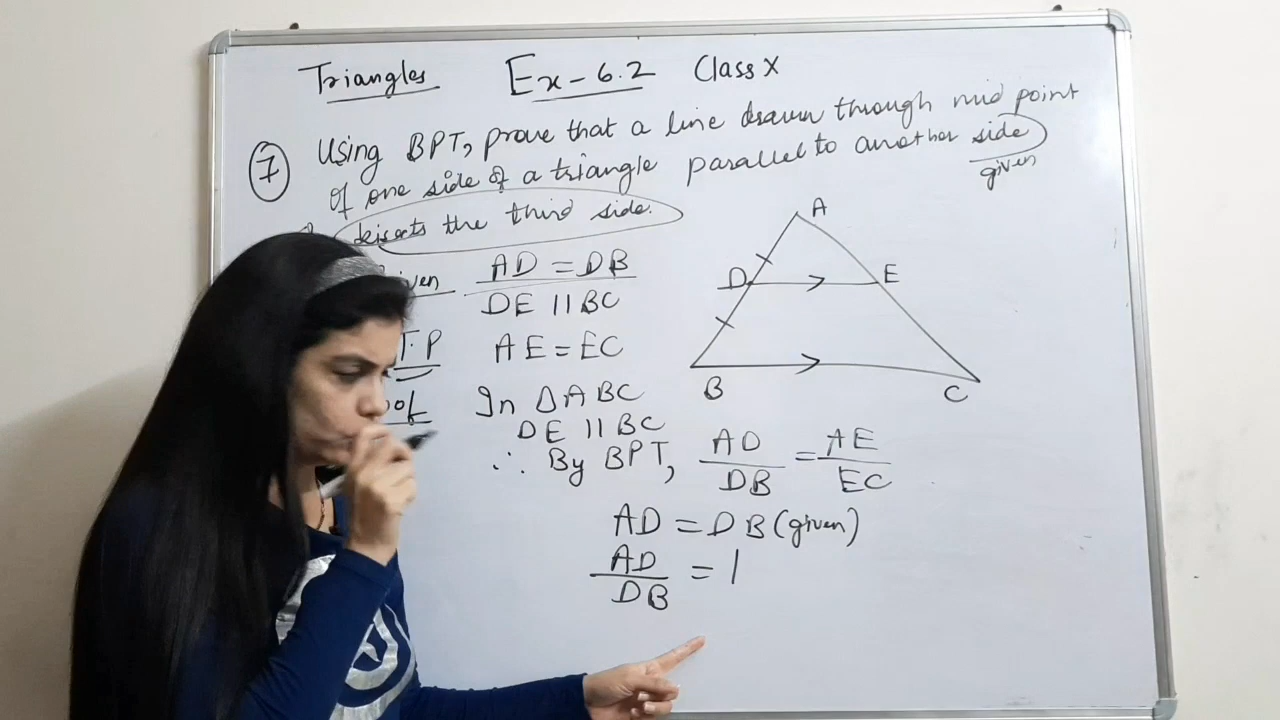 Triangles Ex-6.2 Class X
7 Using BPT, prove that a line drawn through mid point
of one side of a triangle parallel to another side
given
bisects the third side.
AD = DB
DE || BC
T.P AE = EC
In ΔABC
DE || BC
∴ By BPT, AD/DB = AE/EC
AD = DB (given)
AD/DB = 1
A
D E
B C